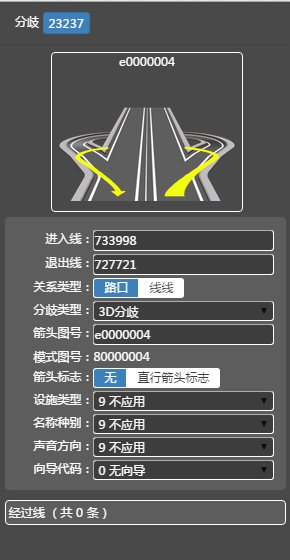 分歧 23237
e0000004
进入线：733998
退出线：727721
关系类型：路口 线线
分歧类型：3D分歧
箭头图号：e0000004
模式图号：80000004
箭头标志：无 直行箭头标志
设施类型：9 不应用
名称种别：9 不应用
声音方向：9 不应用
向导代码：0 无向导
经过线（共 0 条）